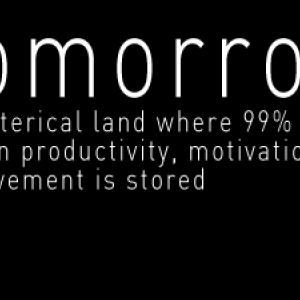 omorro
terical land where 99%
n productivity, motivatio
vement is stored